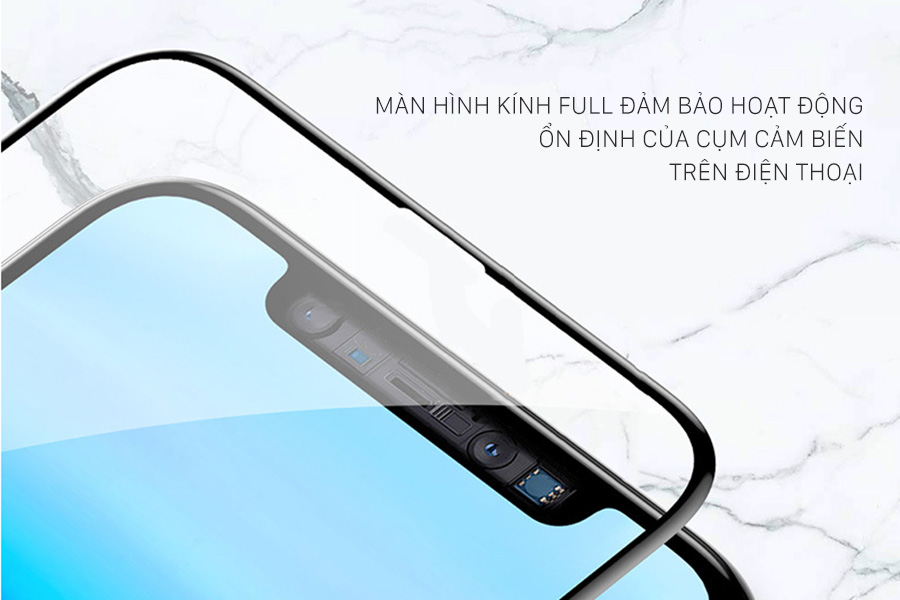 MÀN HÌNH KÍNH FULL ĐẢM BẢO HOẠT ĐỘNG
ỔN ĐỊNH CỦA CỤM CẢM BIẾN
TRÊN ĐIỆN THOẠI